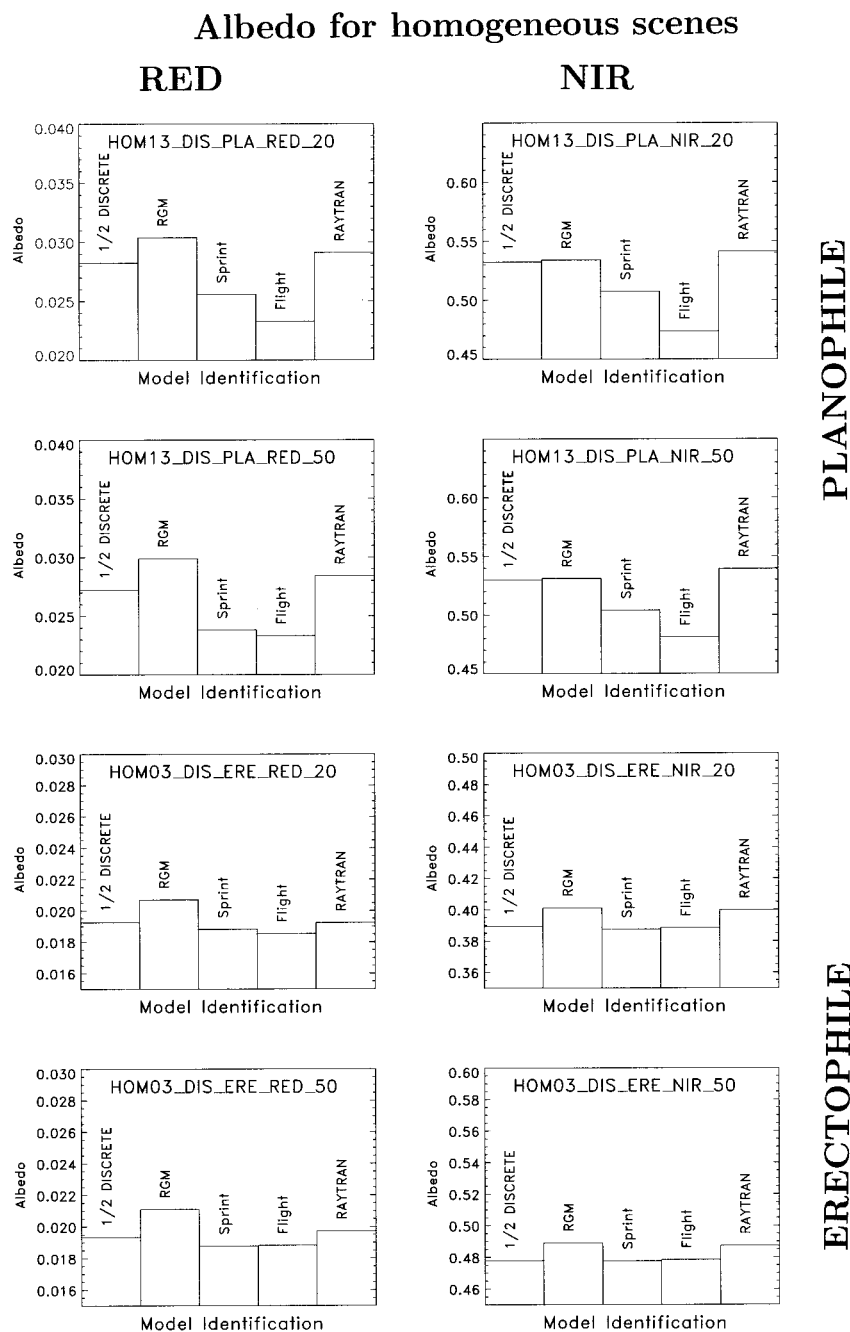 Albedo for homogeneous scenes
RED
NIR
HOM13_DIS_PLA_RED_20
0.040
0.035
0.030
0.025
0.020
Albedo
1/2 DISCRETE
RGM
Sprint
Flight
RAYTRAN
Model Identification
HOM13_DIS_PLA_NIR_20
0.60
0.55
0.50
0.45
Albedo
1/2 DISCRETE
RGM
Sprint
Flight
RAYTRAN
Model Identification
PLANOPHILE
HOM13_DIS_PLA_RED_50
0.040
0.035
0.030
0.025
0.020
Albedo
1/2 DISCRETE
RGM
Sprint
Flight
RAYTRAN
Model Identification
HOM13_DIS_PLA_NIR_50
0.60
0.55
0.50
0.45
Albedo
1/2 DISCRETE
RGM
Sprint
Flight
RAYTRAN
Model Identification
HOM03_DIS_ERE_RED_20
0.030
0.028
0.026
0.024
0.022
0.020
0.018
0.016
Albedo
1/2 DISCRETE
RGM
Sprint
Flight
RAYTRAN
Model Identification
HOM03_DIS_ERE_NIR_20
0.50
0.48
0.46
0.44
0.42
0.40
0.38
0.36
Albedo
1/2 DISCRETE
RGM
Sprint
Flight
RAYTRAN
Model Identification
ERECTOPHILE
HOM03_DIS_ERE_RED_50
0.030
0.028
0.026
0.024
0.022
0.020
0.018
0.016
Albedo
1/2 DISCRETE
RGM
Sprint
Flight
RAYTRAN
Model Identification
HOM03_DIS_ERE_NIR_50
0.60
0.58
0.56
0.54
0.52
0.50
0.48
0.46
Albedo
1/2 DISCRETE
RGM
Sprint
Flight
RAYTRAN
Model Identification